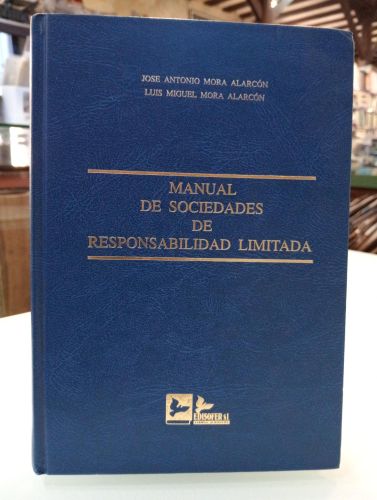 JOSE ANTONIO MORA ALARCÓN
LUIS MIGUEL MORA ALARCÓN
MANUAL
DE SOCIEDADES
DE
RESPONSABILIDAD LIMITADA
EDISOFER S.L.